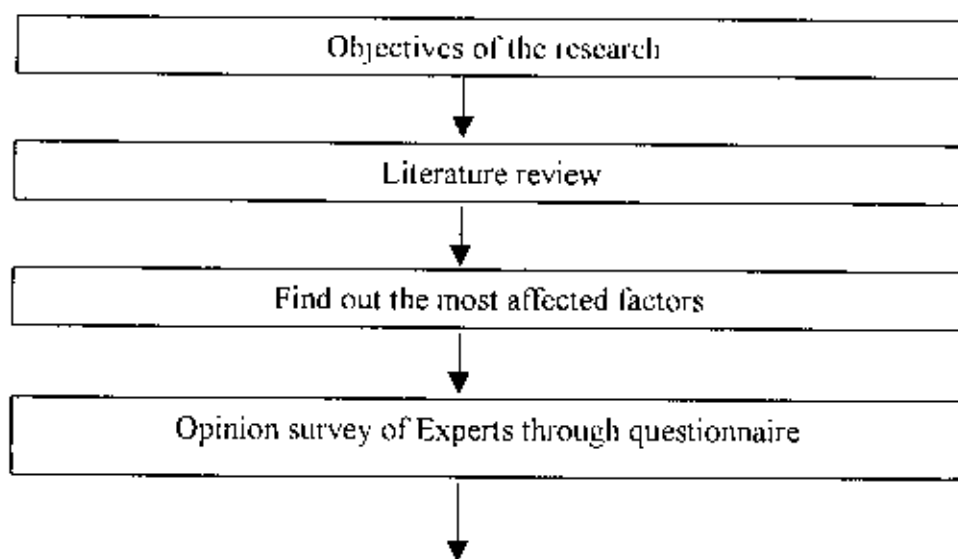 Objectives of the research
Literature review
Find out the most affected factors
Opinion survey of Experts through questionnaire